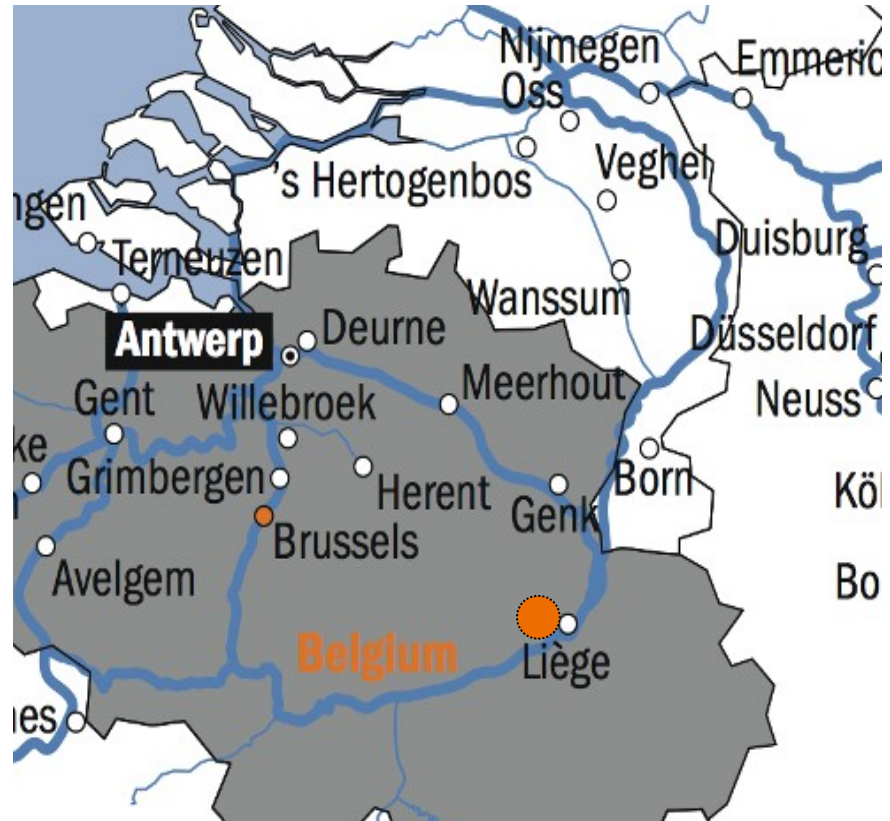 Nijmegen
Emmeric
Oss
's Hertogenbos
Veghel
ngen
Terneuzen
Duisburg
Wanssum
Antwerp
Deurne
Düsseldorf
Meerhout
Neuss
Gent
Willebroek
ke
Grimbergen
Herent
Born
Köl
n
Genk
Brussels
Avelgem
Bo
Belgium
Liège
nes